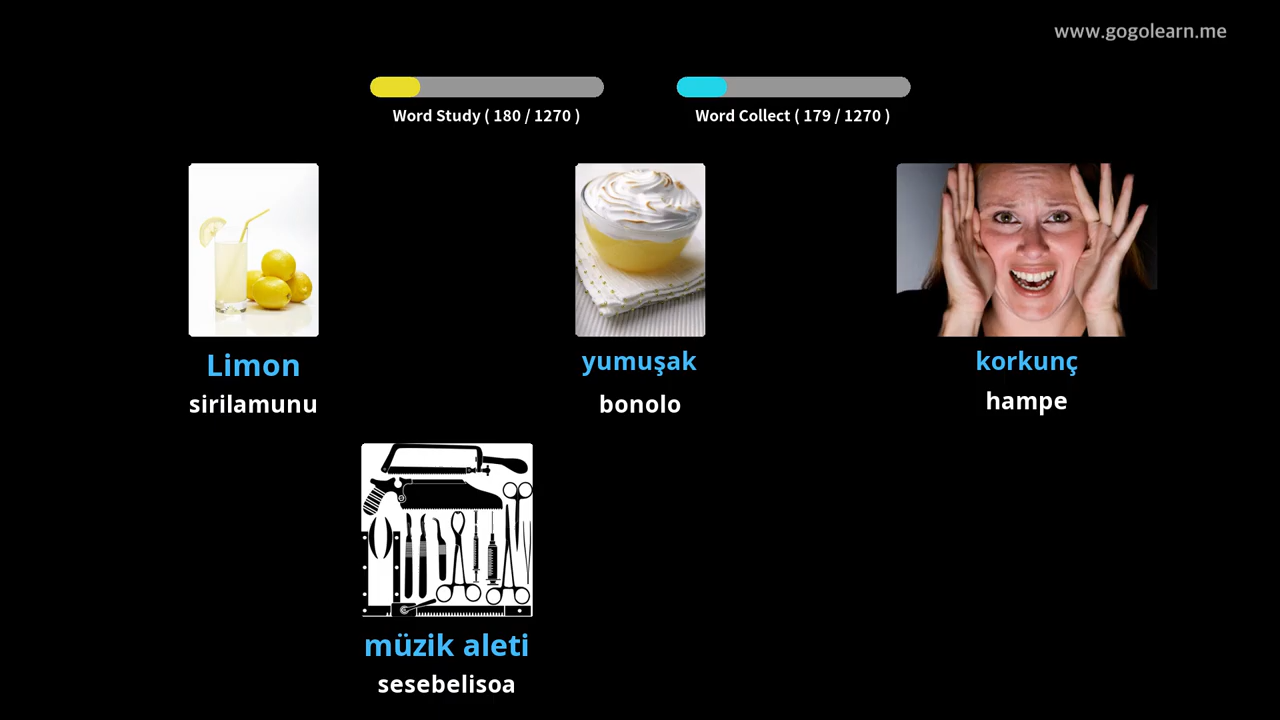 www.gogolearn.me
Word Study ( 180 / 1270 )
Word Collect ( 179 / 1270 )
Limon
sirilamunu
yumuşak
bonolo
korkunç
hampe
müzik aleti
sesebelisoa